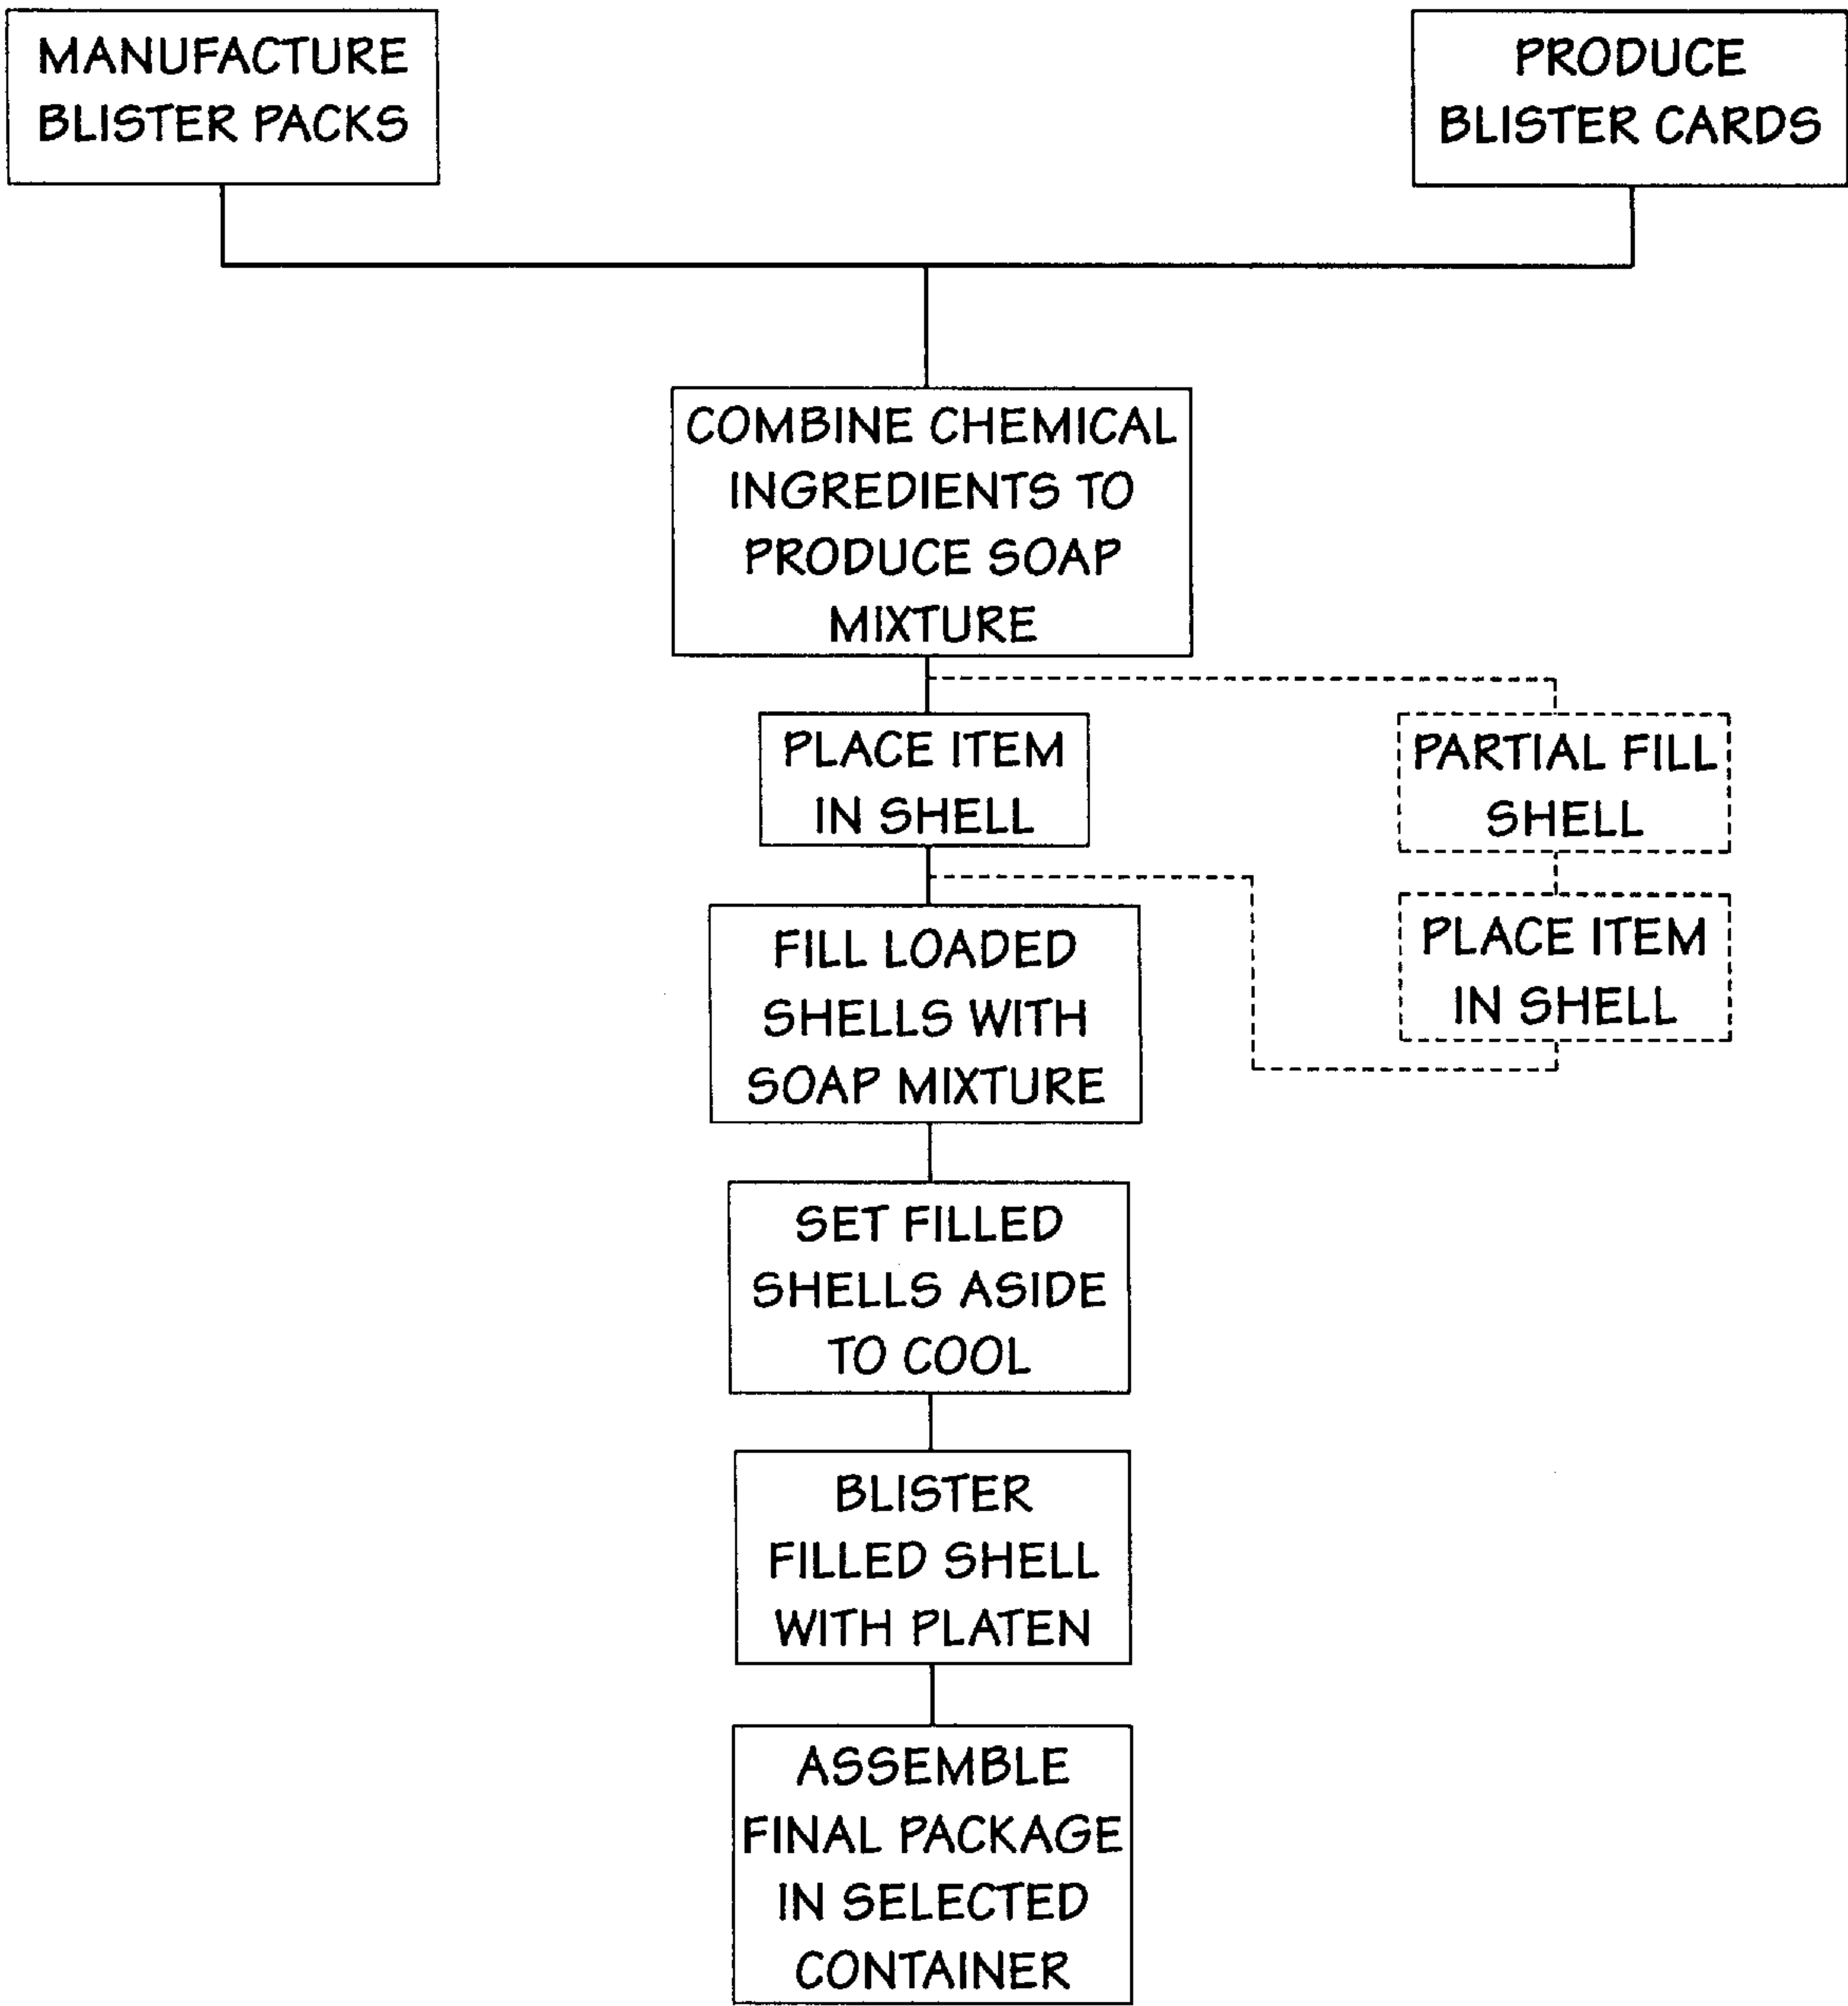 MANUFACTURE
BLISTER PACKS
PRODUCE
BLISTER CARDS
COMBINE CHEMICAL
INGREDIENTS TO
PRODUCE SOAP
MIXTURE
PLACE ITEM
IN SHELL
PARTIAL FILL
SHELL
PLACE ITEM
IN SHELL
FILL LOADED
SHELLS WITH
SOAP MIXTURE
SET FILLED
SHELLS ASIDE
TO COOL
BLISTER
FILLED SHELL
WITH PLATEN
ASSEMBLE
FINAL PACKAGE
IN SELECTED
CONTAINER